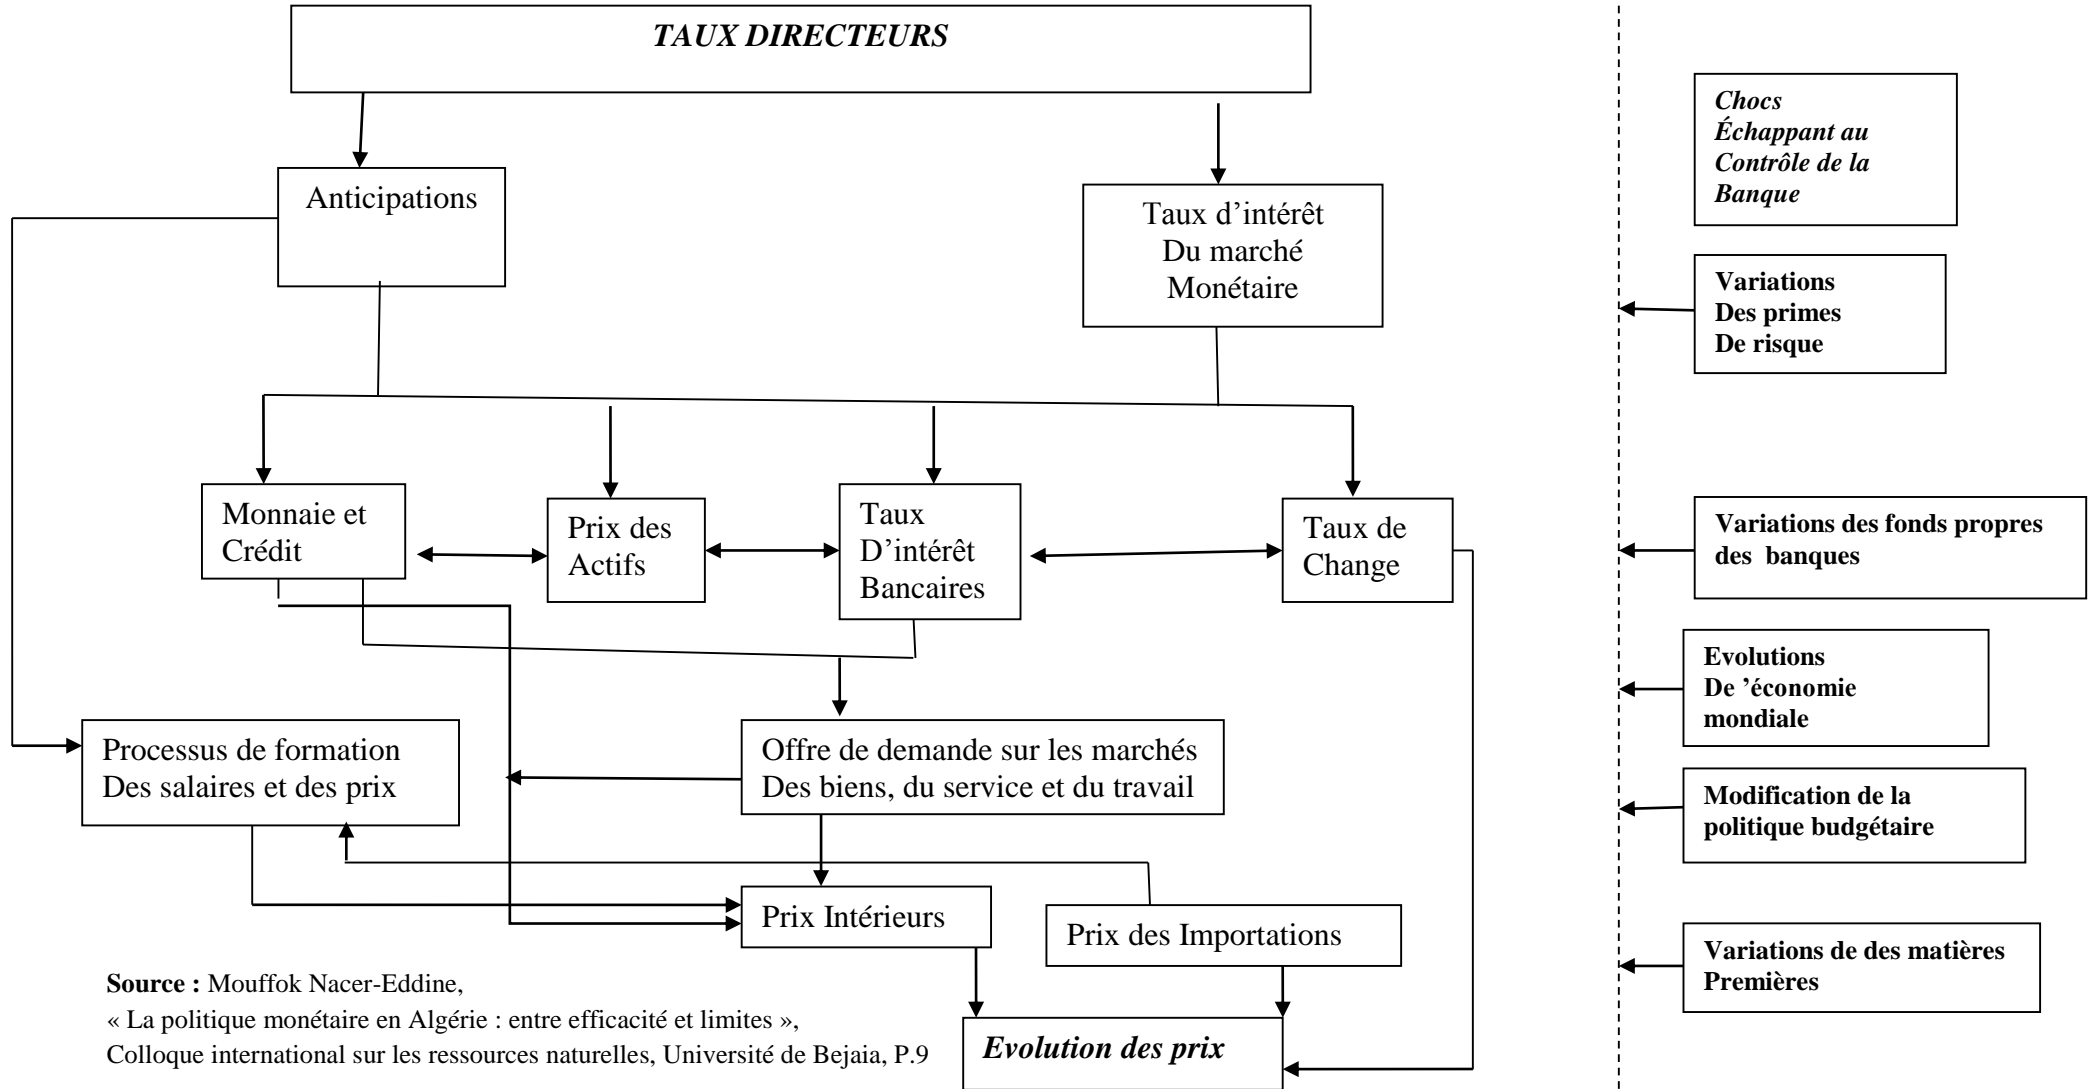 TAUX DIRECTEURS
Chocs
Échappant au
Contrôle de la
Banque
Anticipations
Taux d’intérêt
Du marché
Monétaire
Variations
Des primes
De risque
Monnaie et
Crédit
Prix des
Actifs
Taux
D’intérêt
Bancaires
Taux de
Change
Variations des fonds propres
des banques
Evolutions
De ’économie
mondiale
Processus de formation
Des salaires et des prix
Offre de demande sur les marchés
Des biens, du service et du travail
Modification de la
politique budgétaire
Prix Intérieurs
Prix des Importations
Variations de des matières
Premières
Source : Mouffok Nacer-Eddine,
« La politique monétaire en Algérie : entre efficacité et limites »,
Colloque international sur les ressources naturelles, Université de Bejaia, P.9
Evolution des prix